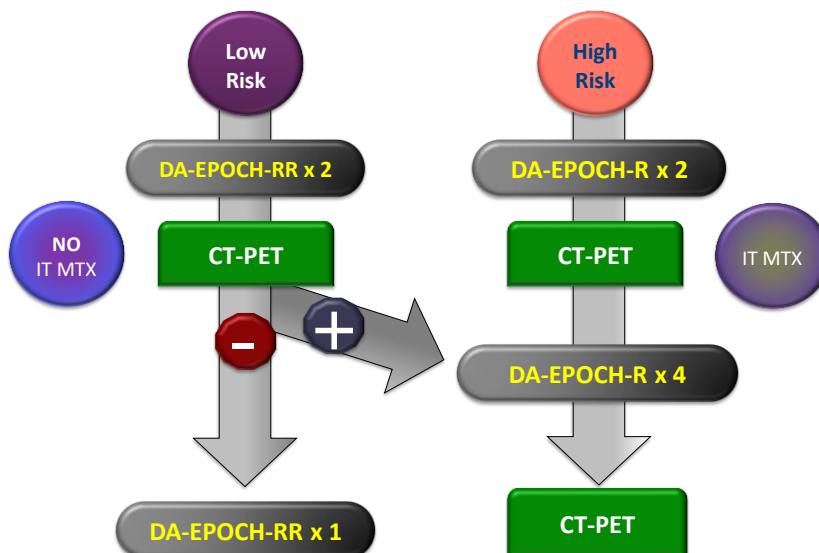 Low
Risk
High
Risk
DA-EPOCH-RR x 2
DA-EPOCH-R x 2
NO
IT MTX
CT-PET
CT-PET
IT MTX
-
+
DA-EPOCH-R x 4
DA-EPOCH-RR x 1
CT-PET